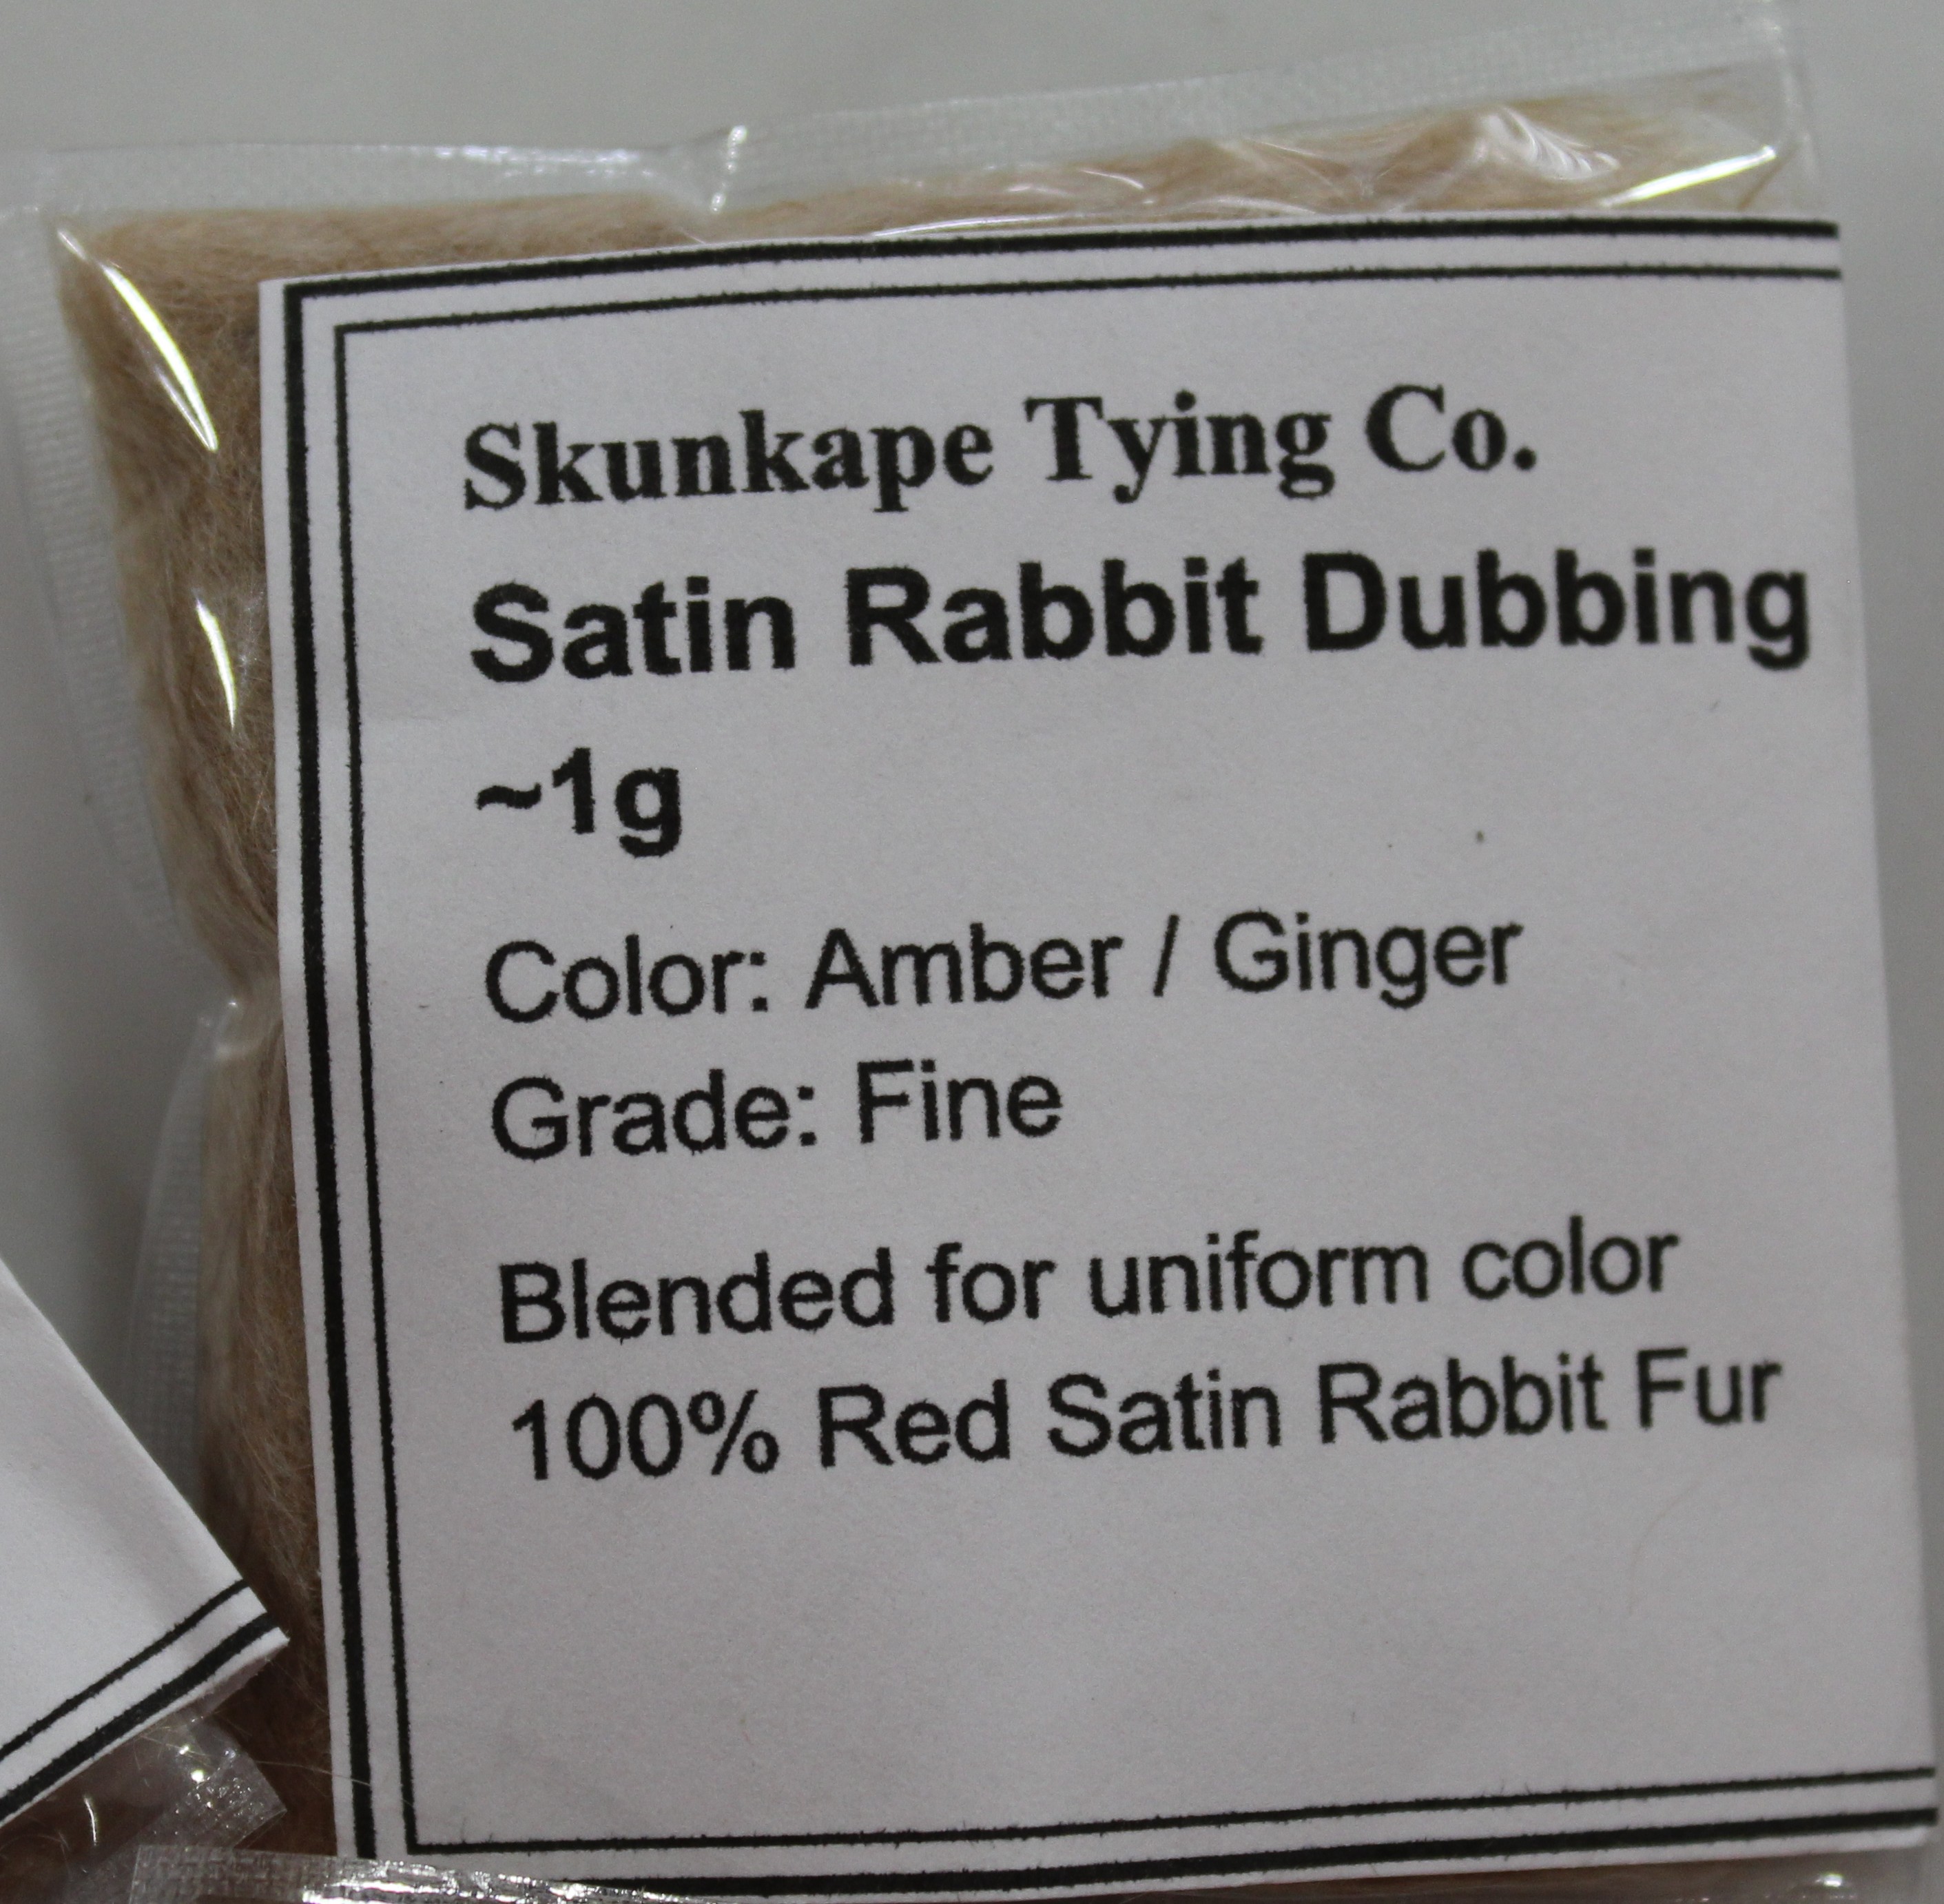 Skunkape Tying Co.
Satin Rabbit Dubbing
~1g
Color: Amber / Ginger
Grade: Fine
Blended for uniform color
100% Red Satin Rabbit Fur